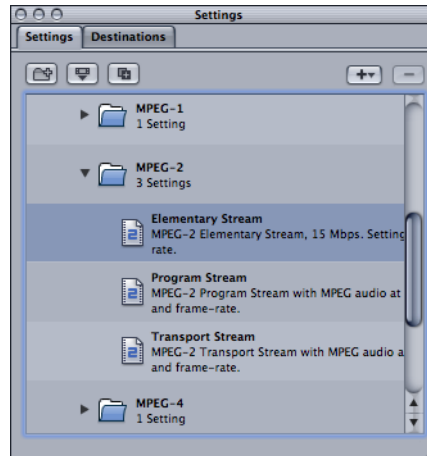 Settings
Settings Destinations
MPEG-1
1 Setting
MPEG-2
3 Settings
Elementary Stream
MPEG-2 Elementary Stream, 15 Mbps. Setting
rate.
Program Stream
MPEG-2 Program Stream with MPEG audio at
and frame-rate.
Transport Stream
MPEG-2 Transport Stream with MPEG audio a
and frame-rate.
MPEG-4
1 Setting